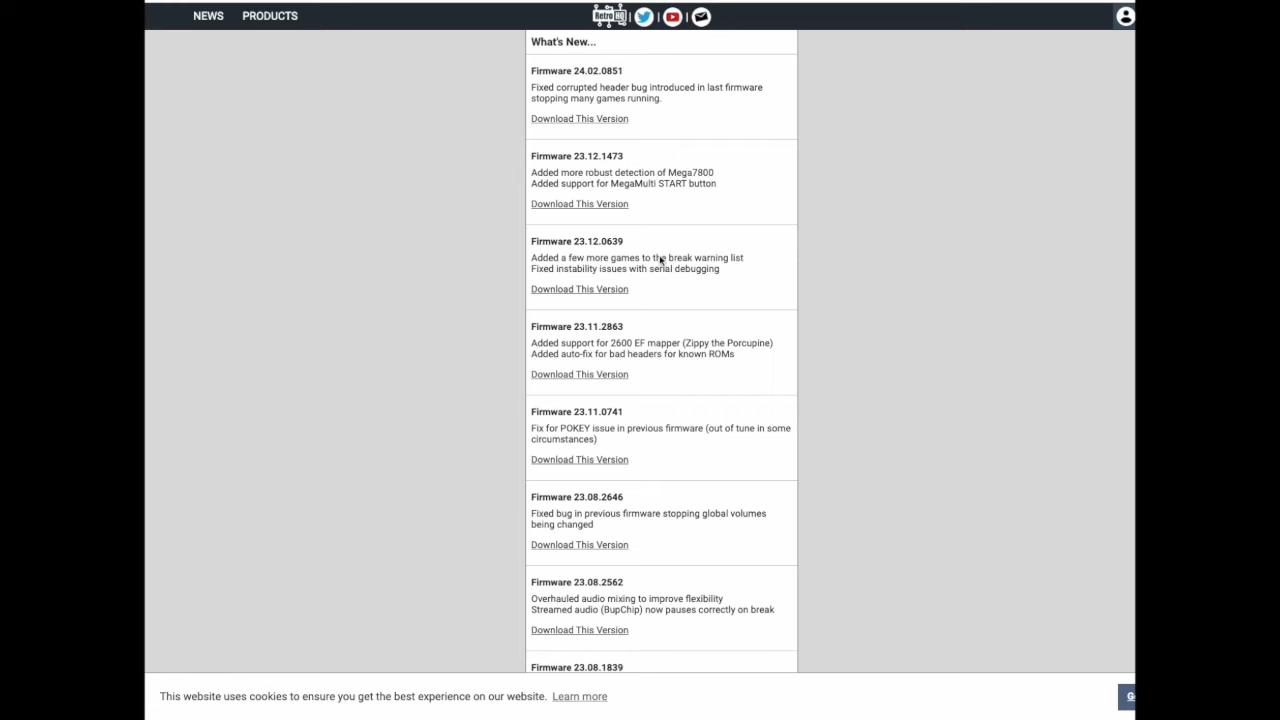 NEWS PRODUCTS Retro HQ
What's New...
Firmware 24.02.0851
Fixed corrupted header bug introduced in last firmware
stopping many games running.
Download This Version
Firmware 23.12.1473
Added more robust detection of Mega7800
Added support for MegaMulti START button
Download This Version
Firmware 23.12.0639
Added a few more games to the break warning list
Fixed instability issues with serial debugging
Download This Version
Firmware 23.11.2863
Added support for 2600 EF mapper (Zippy the Porcupine)
Added auto-fix for bad headers for known ROMs
Download This Version
Firmware 23.11.0741
Fix for POKEY issue in previous firmware (out of tune in some
circumstances)
Download This Version
Firmware 23.08.2646
Fixed bug in previous firmware stopping global volumes
being changed
Download This Version
Firmware 23.08.2562
Overhauled audio mixing to improve flexibility
Streamed audio (BupChip) now pauses correctly on break
Download This Version
Firmware 23.08.1839
This website uses cookies to ensure you get the best experience on our website. Learn more